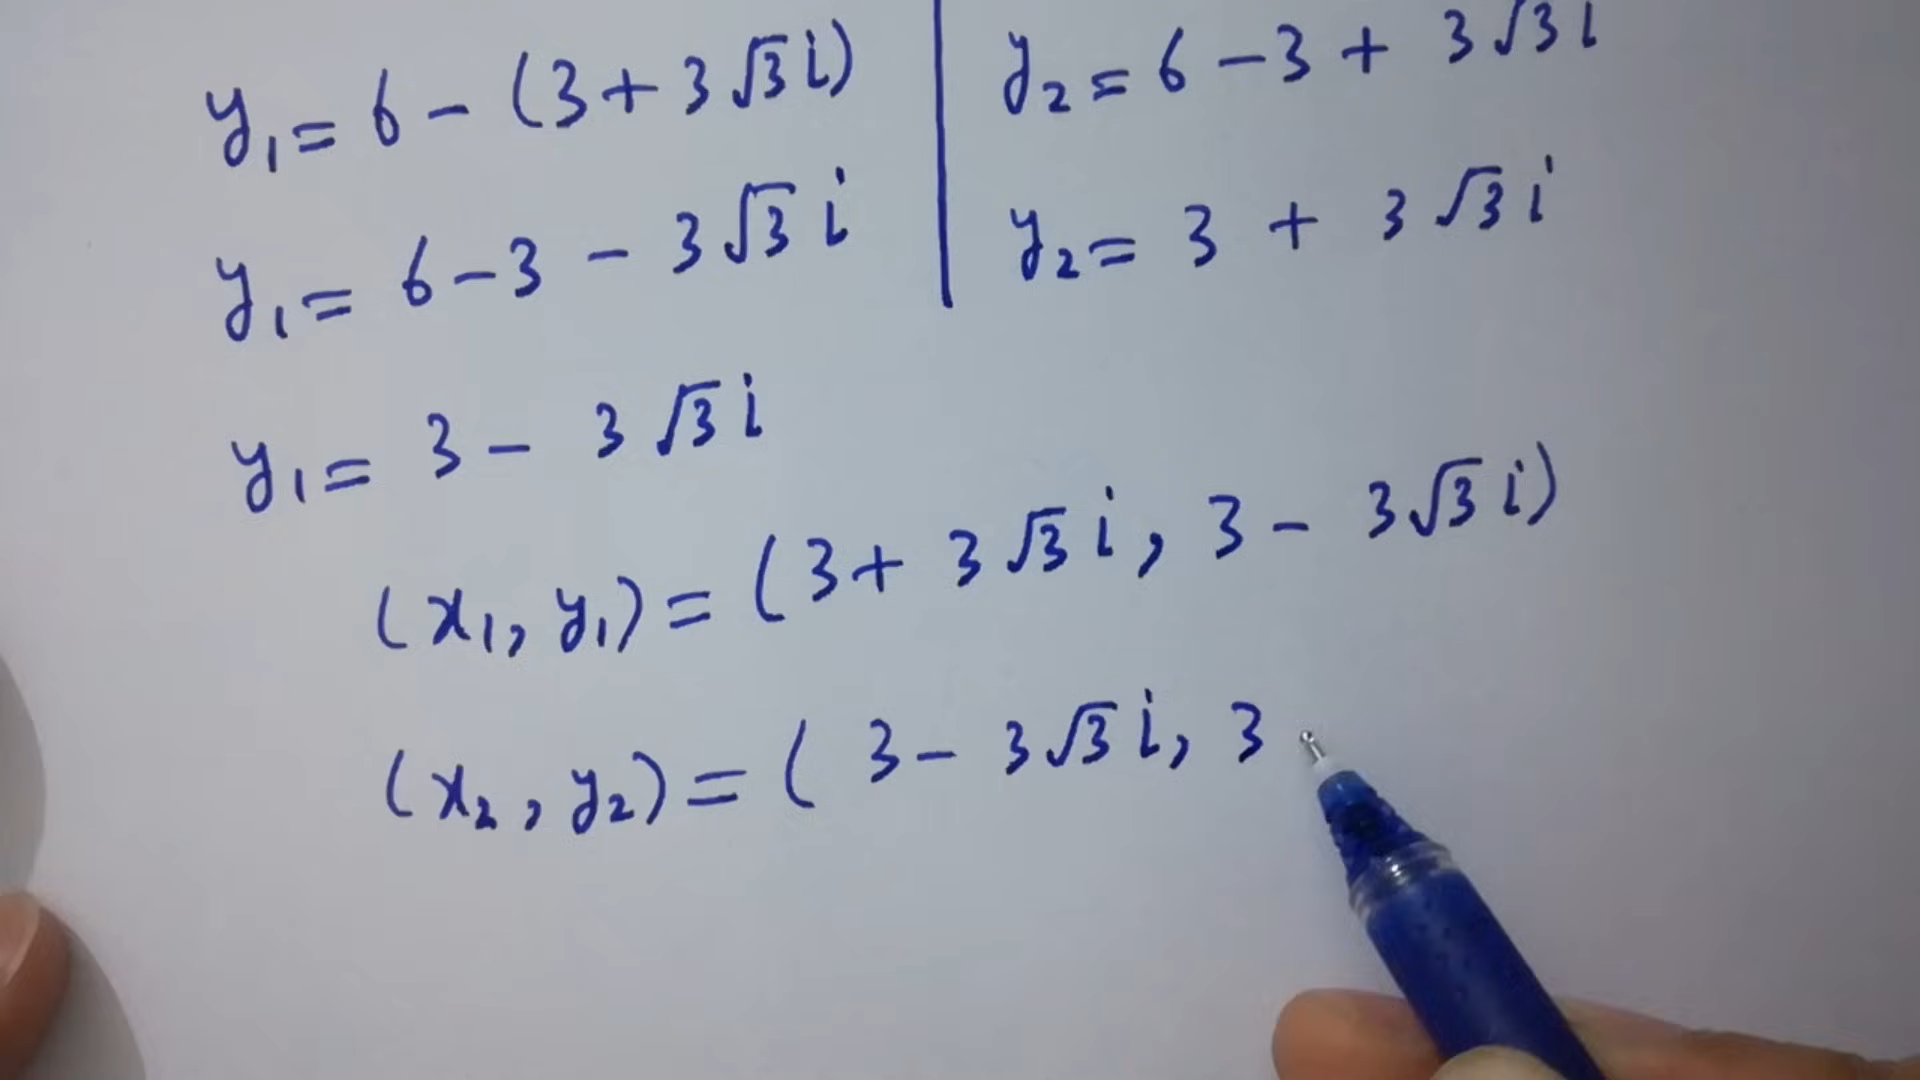 y₁ = 6 - (3 + 3√3 i)
y₁ = 6 - 3 - 3√3 i
y₁ = 3 - 3√3 i
y₂ = 6 - 3 + 3√3 i
y₂ = 3 + 3√3 i
(x₁, y₁) = (3 + 3√3 i, 3 - 3√3 i)
(x₂, y₂) = ( 3 - 3√3 i, 3